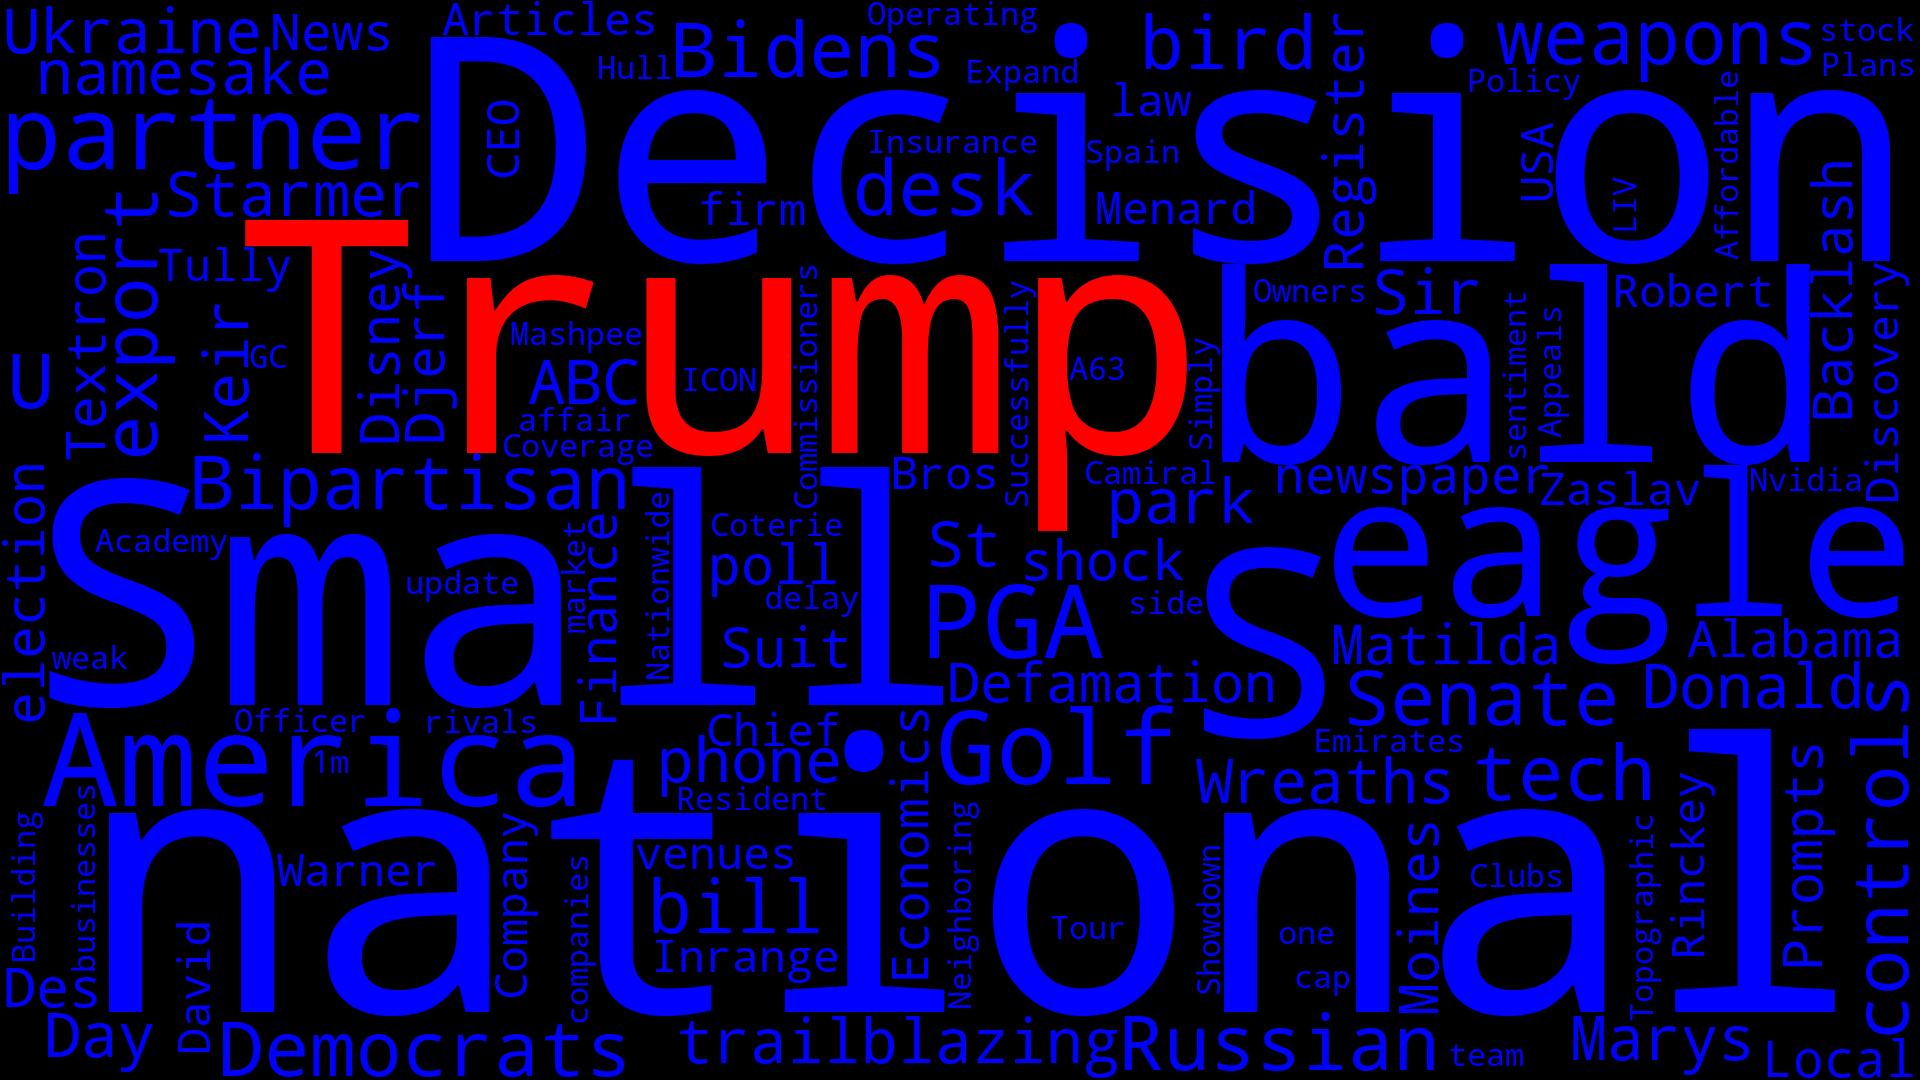 Ukraine
News
Articles
Operating
weapons
stock
namesake
Hull
Bidens
Expand
bird
Policy
Plans
partner
Decision
CEO
law
Register
USA
Affordable
Insurance
Spain
Starmer
firm
desk
Menard
LIV
Backlash
export
Trump
Tully
Textron
Keir
GC
Disney
Djerf
Mashpee
ABC
ICON
Commissioners
Successfully
A63
Simply
bald
Owners
Sir
sentiment
Appeals
Robert
Discovery
U
affair
Coverage
Bipartisan
Bros
Camiral
park
newspaper
Zaslav
Nvidia
election
Small
Academy
update
market
Finance
Nationwide
Coterie
poll
delay
St
shock
eagle
PGA
side
S
weak
Suit
Matilda
Alabama
Defamation
Senate
Donald
America
Officer
rivals
1m
Chief
phone
Economics
Golf
Emirates
Resident
Wreaths
tech
Rinckey
Prompts
controls
Building
businesses
national
Warner
Company
companies
venues
bill
Inrange
Neighboring
Tour
Showdown
one
cap
Moines
Clubs
Topographic
Des
David
Day
Democrats
trailblazing
Russian
team
Marys
Local